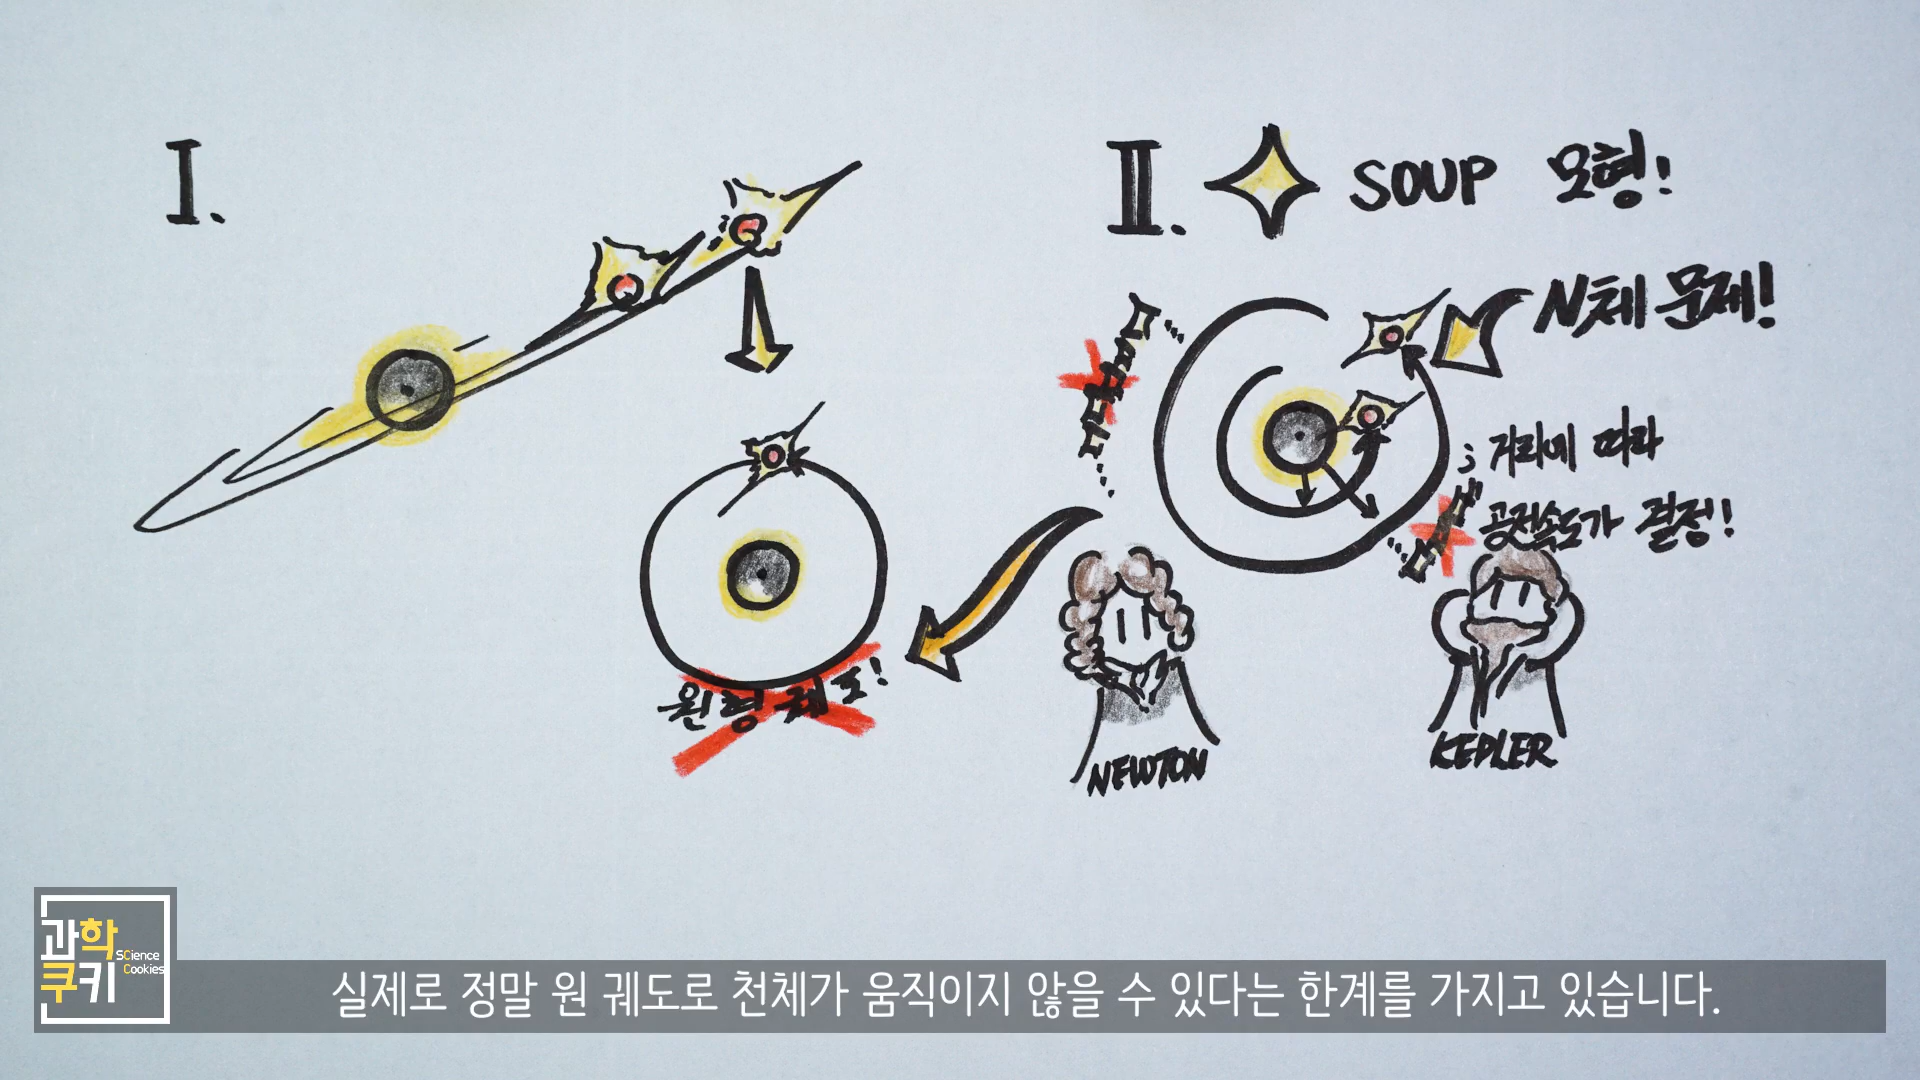 I.
II. SOUP 모형!
N체 문제!
; 거리에 따라
공전속도가 결정!
원형 궤도!
NEWTON
KEPLER
과학
쿠키
SCience
Cookies
실제로 정말 원 궤도로 천체가 움직이지 않을 수 있다는 한계를 가지고 있습니다.